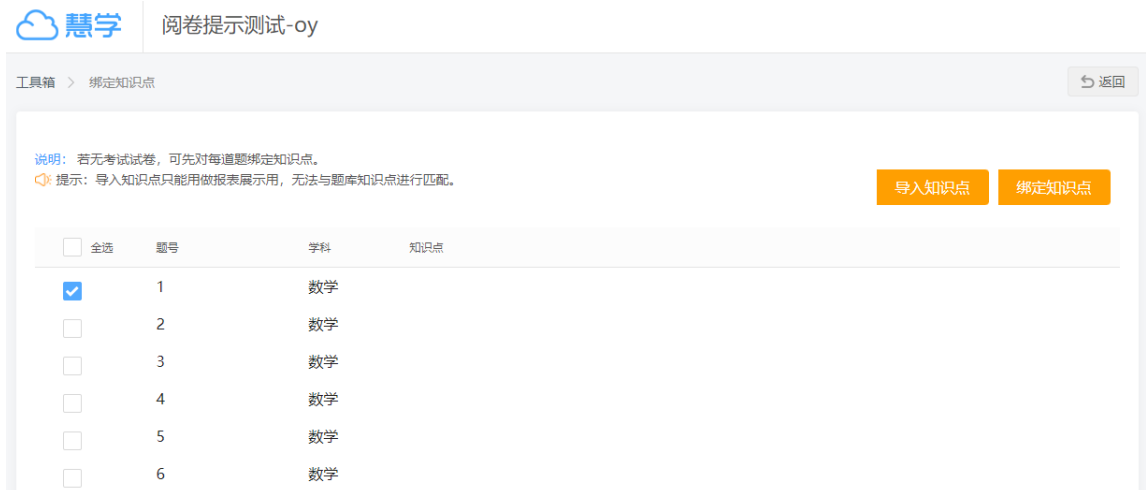 慧学 阅卷提示测试-oy
工具箱 > 绑定知识点 返回
说明： 若无考试试卷，可先对每道题绑定知识点。
提示：导入知识点只能用做报表展示用，无法与题库知识点进行匹配。
导入知识点 绑定知识点
全选 题号 学科 知识点
1 数学
2 数学
3 数学
4 数学
5 数学
6 数学